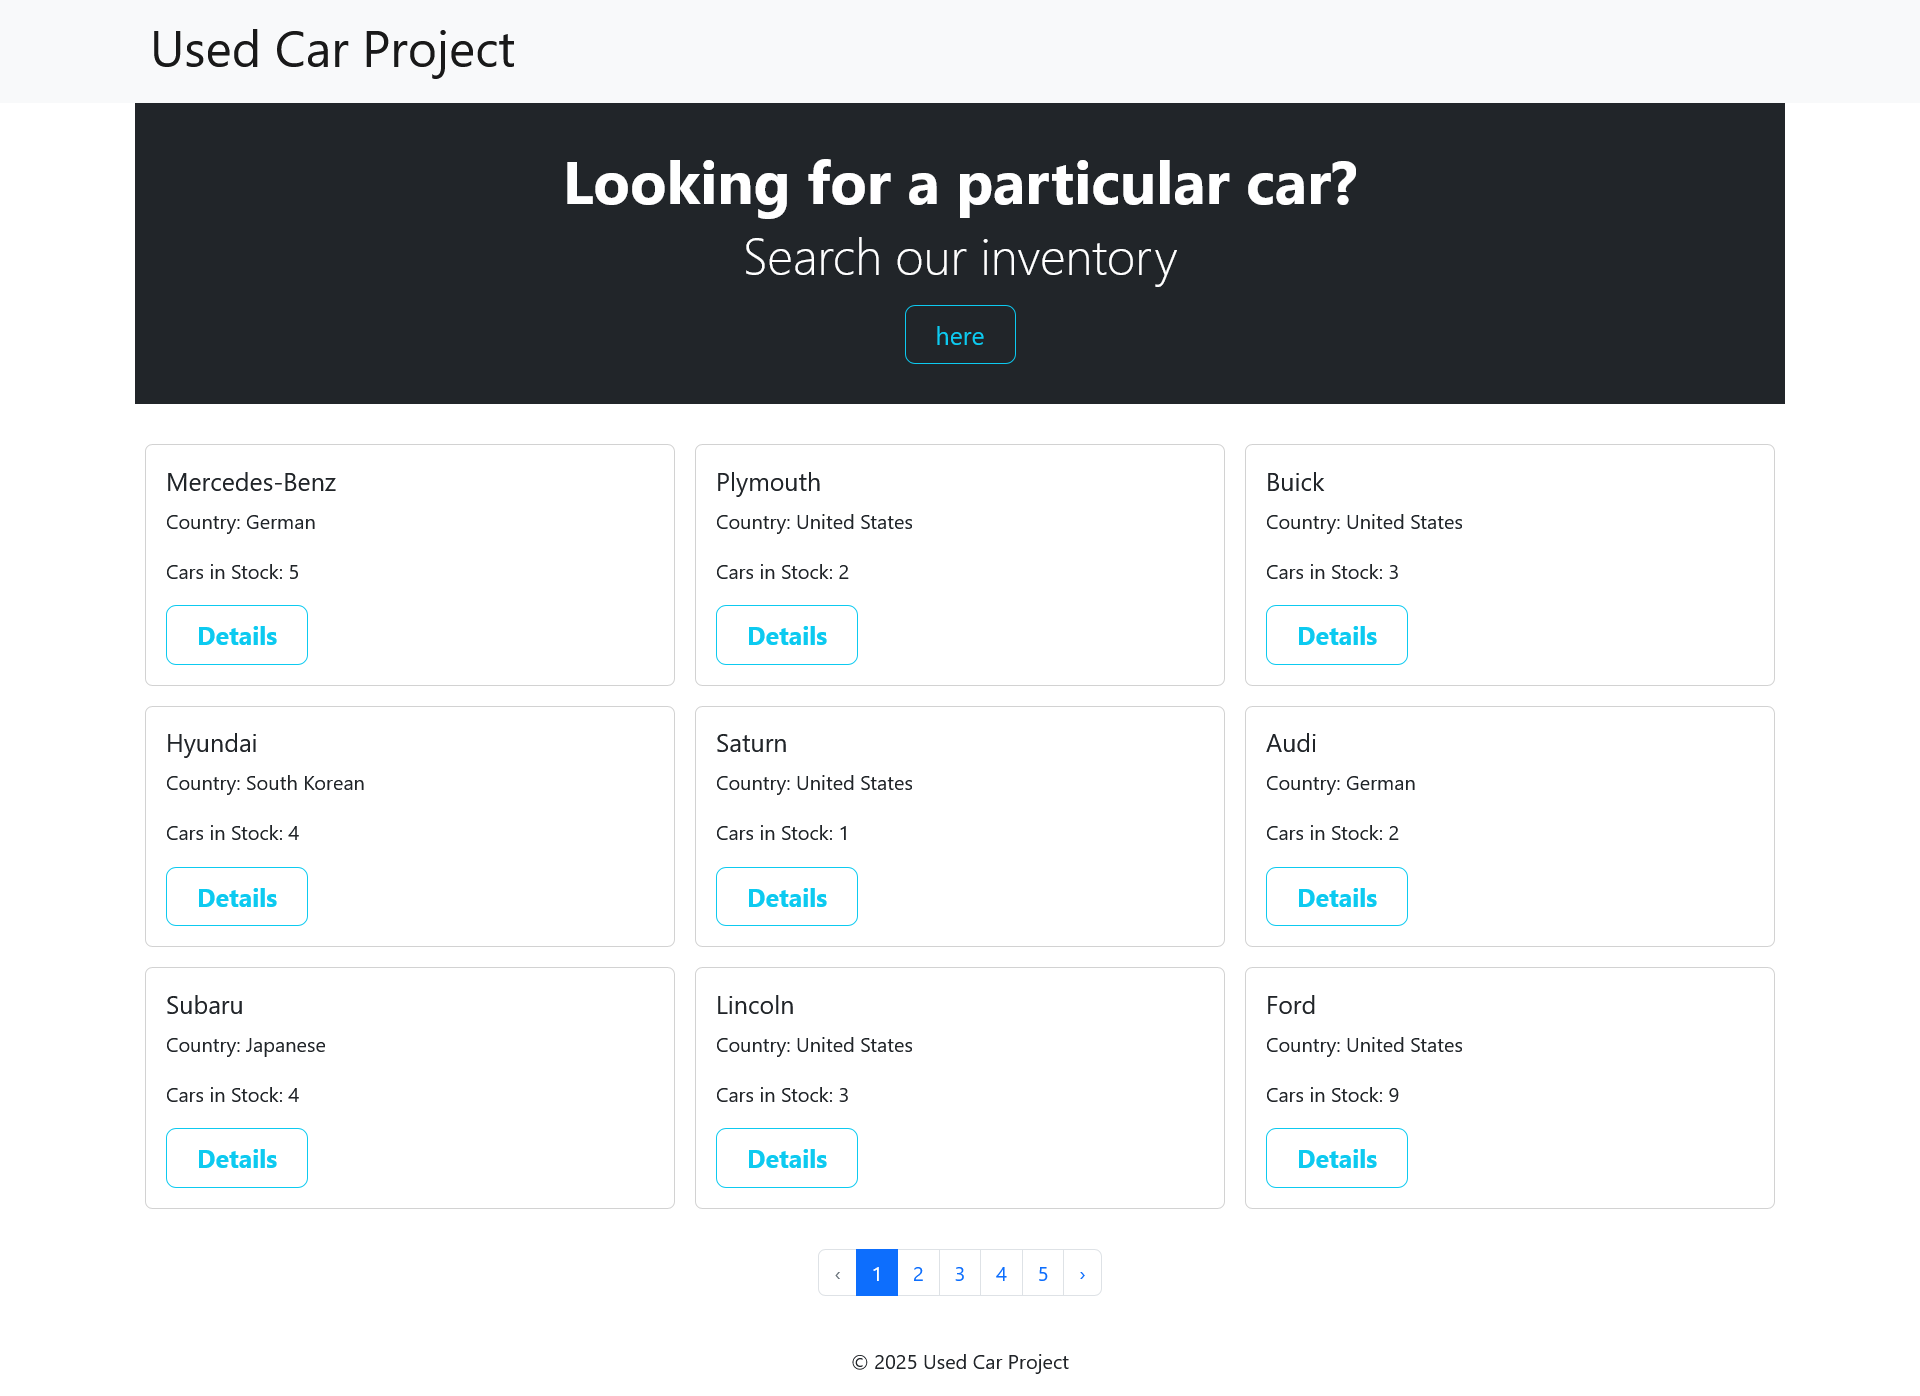 Used Car Project
Looking for a particular car?
Search our inventory
here
Mercedes-Benz
Country: German
Cars in Stock: 5
Details
Plymouth
Country: United States
Cars in Stock: 2
Details
Buick
Country: United States
Cars in Stock: 3
Details
Hyundai
Country: South Korean
Cars in Stock: 4
Details
Saturn
Country: United States
Cars in Stock: 1
Details
Audi
Country: German
Cars in Stock: 2
Details
Subaru
Country: Japanese
Cars in Stock: 4
Details
Lincoln
Country: United States
Cars in Stock: 3
Details
Ford
Country: United States
Cars in Stock: 9
Details
‹ 1 2 3 4 5 ›
© 2025 Used Car Project